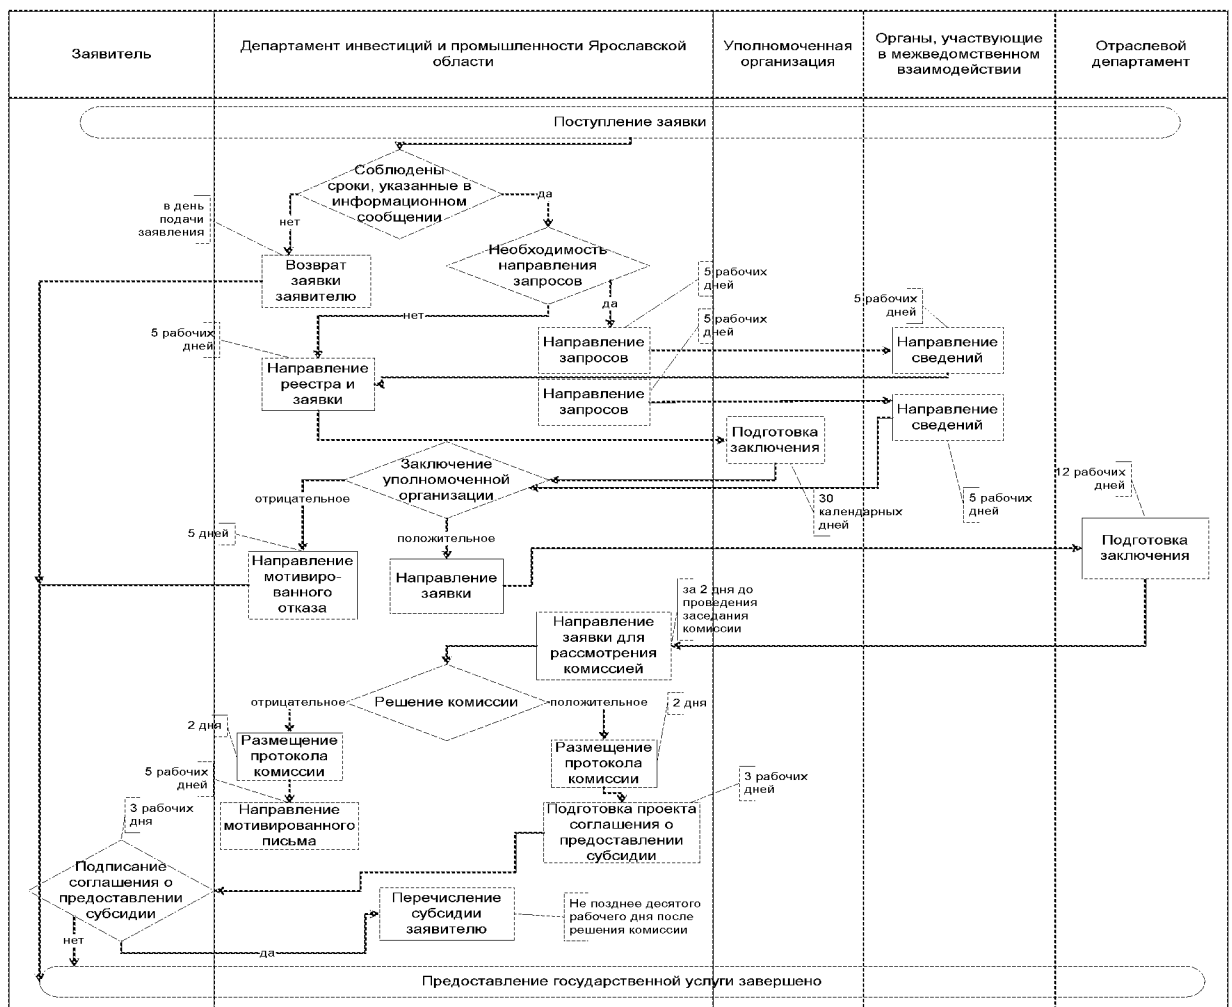 Заявитель
Департамент инвестиций и промышленности Ярославской
области
Уполномоченная
организация
Органы, участвующие
в межведомственном
взаимодействии
Отраслевой
департамент
Поступление заявки
Соблюдены
сроки, указанные в
информационном
сообщении
в день
подачи
заявления
нет
да
Возврат
заявки
заявителю
Необходимость
направления
запросов
5 рабочих
дней
нет
да
5 рабочих
дней
5 рабочих
дней
5 рабочих
дней
Направление
запросов
Направление
сведений
Направление
реестра и
заявки
Направление
запросов
Направление
сведений
Подготовка
заключения
Заключение
уполномоченной
организации
12 рабочих
дней
отрицательное
30
календарных
дней
5 рабочих
дней
5 дней
положительное
Подготовка
заключения
Направление
мотивиро-
ванного
отказа
Направление
заявки
за 2 дня до
проведения
заседания
комиссии
Направление
заявки для
рассмотрения
комиссией
отрицательное
Решение комиссии
положительное
2 дня
2 дня
Размещение
протокола
комиссии
Размещение
протокола
комиссии
5 рабочих
дней
3 рабочих
дней
3 рабочих
дня
Направление
мотивированного
письма
Подготовка проекта
соглашения о
предоставлении
субсидии
Подписание
соглашения о
предоставлении
субсидии
Перечисление
субсидии
заявителю
Не позднее десятого
рабочего дня после
решения комиссии
нет
да
Предоставление государственной услуги завершено